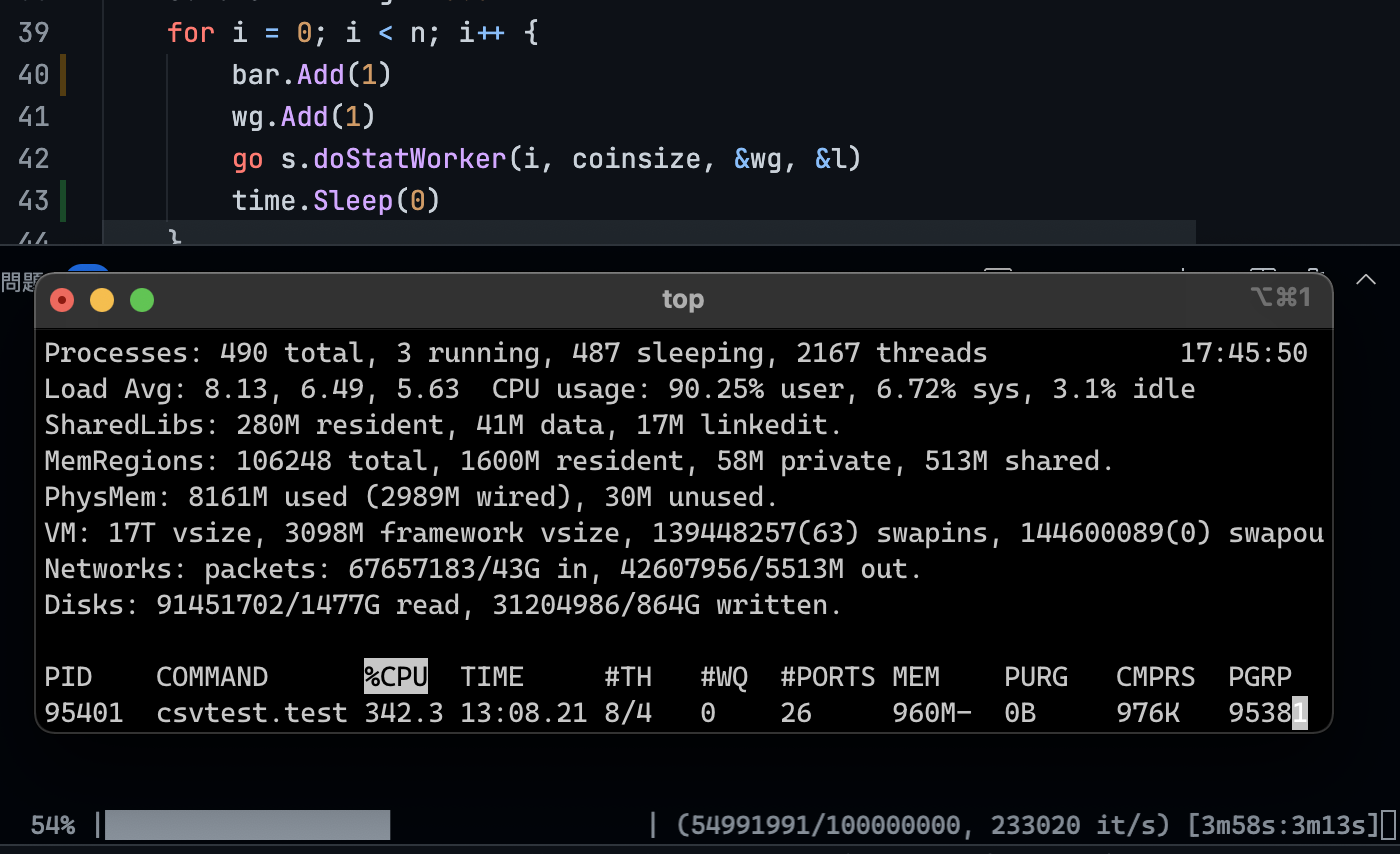 39 for i = 0; i < n; i++ {
40 bar.Add(1)
41 wg.Add(1)
42 go s.doStatWorker(i, coinsize, &wg, &l)
43 time.Sleep(0)
44 }
問題
top ⌥⌘1
Processes: 490 total, 3 running, 487 sleeping, 2167 threads 17:45:50
Load Avg: 8.13, 6.49, 5.63 CPU usage: 90.25% user, 6.72% sys, 3.1% idle
SharedLibs: 280M resident, 41M data, 17M linkedit.
MemRegions: 106248 total, 1600M resident, 58M private, 513M shared.
PhysMem: 8161M used (2989M wired), 30M unused.
VM: 17T vsize, 3098M framework vsize, 139448257(63) swapins, 144600089(0) swapou
Networks: packets: 67657183/43G in, 42607956/5513M out.
Disks: 91451702/1477G read, 31204986/864G written.
PID COMMAND %CPU TIME #TH #WQ #PORTS MEM PURG CMPRS PGRP
95401 csvtest.test 342.3 13:08.21 8/4 0 26 960M- 0B 976K 95381
54% | | (54991991/100000000, 233020 it/s) [3m58s:3m13s]